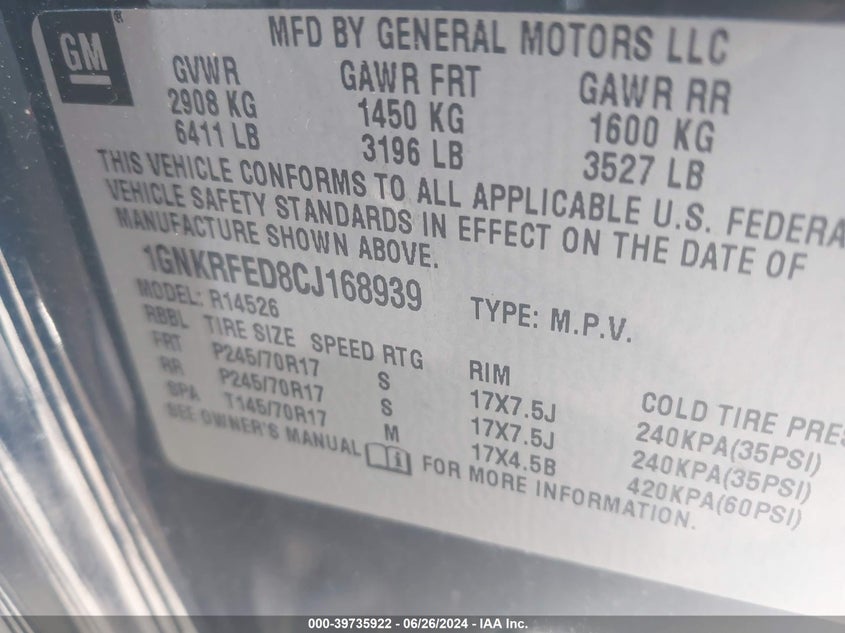 GM
MFD BY GENERAL MOTORS LLC
GVWR GAWR FRT GAWR RR
2908 KG 1450 KG 1600 KG
6411 LB 3196 LB 3527 LB
THIS VEHICLE CONFORMS TO ALL APPLICABLE U.S. FEDERA
VEHICLE SAFETY STANDARDS IN EFFECT ON THE DATE OF
MANUFACTURE SHOWN ABOVE.
1GNKRFED8CJ168939 TYPE: M.P.V.
MODEL: R14526
RBBL TIRE SIZE SPEED RTG RIM COLD TIRE PRES
FRT P245/70R17 S 17X7.5J 240KPA(35PSI)
RR P245/70R17 S 17X7.5J 240KPA(35PSI)
SPA T145/70R17 M 17X4.5B 420KPA(60PSI)
SEE OWNER'S MANUAL FOR MORE INFORMATION.
000-39735922 - 06/26/2024 - IAA Inc.